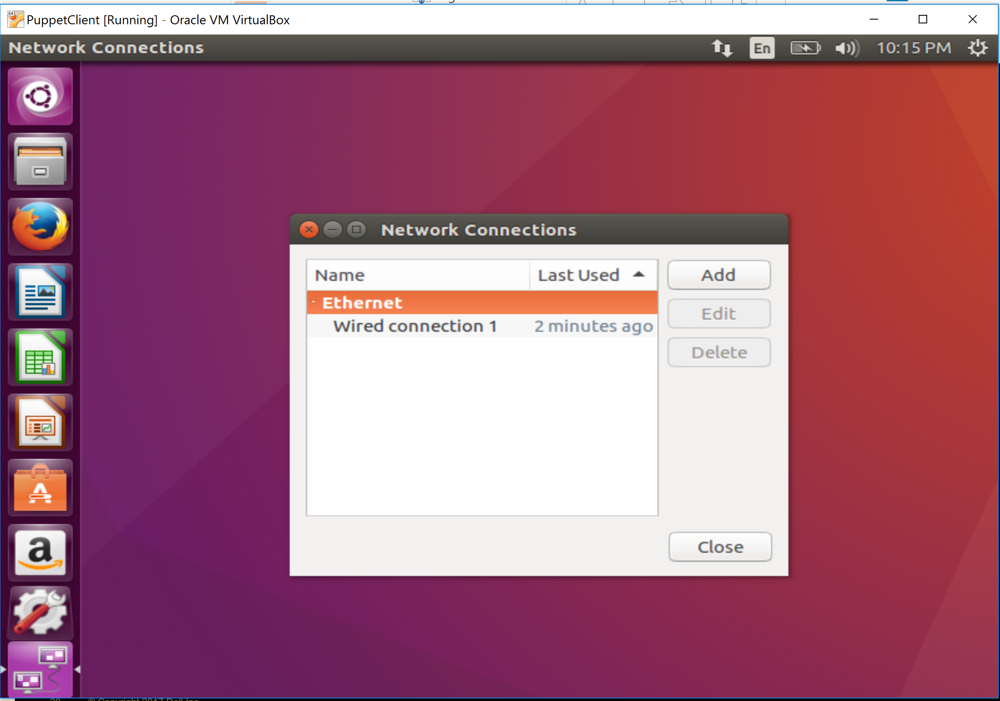 64
PuppetClient [Running] - Oracle VM VirtualBox
Network Connections
En
10:15 PM
Network Connections
Name
Last Used
Add
Ethernet
Edit
Wired connection 1
2 minutes ago
Delete
Close